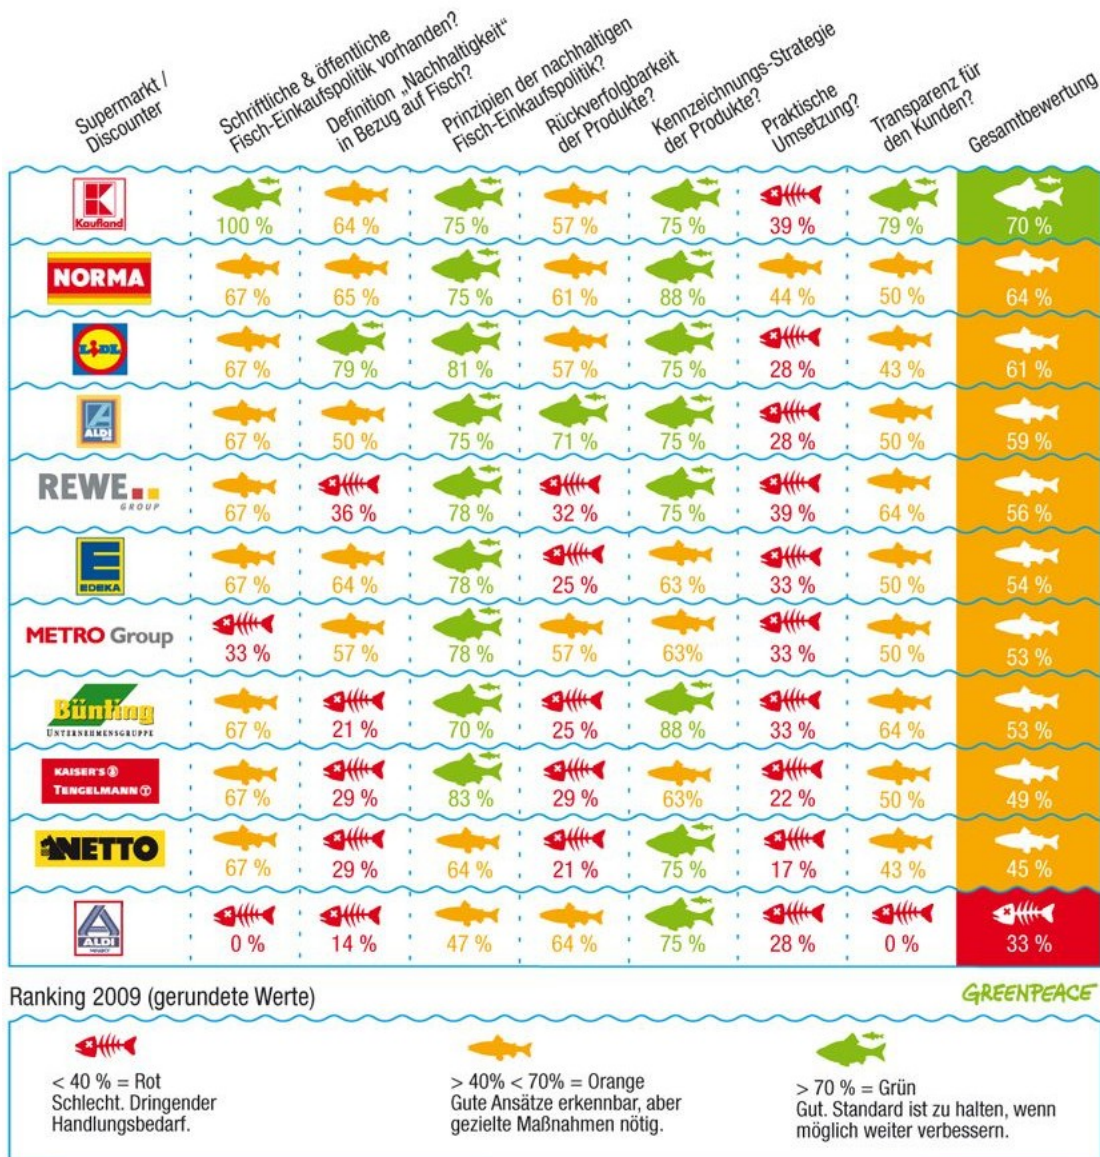 Supermarkt /
Discounter
Schriftliche & öffentliche
Fisch-Einkaufspolitik vorhanden?
Definition „Nachhaltigkeit"
in Bezug auf Fisch?
Prinzipien der nachhaltigen
Fisch-Einkaufspolitik?
Rückverfolgbarkeit
der Produkte?
Kennzeichnungs-Strategie
der Produkte?
Praktische
Umsetzung?
Transparenz für
den Kunden?
Gesamtbewertung
K
Kaufland
100 % 64 % 75 % 57 % 75 % 39 % 79 % 70 %
NORMA
67 % 65 % 75 % 61 % 88 % 44 % 50 % 64 %
LIDL
67 % 79 % 81 % 57 % 75 % 28 % 43 % 61 %
ALDI
67 % 50 % 75 % 71 % 75 % 28 % 50 % 59 %
REWE
GROUP
67 % 36 % 78 % 32 % 75 % 39 % 64 % 56 %
E
EDEKA
67 % 64 % 78 % 25 % 63 % 33 % 50 % 54 %
METRO Group
33 % 57 % 78 % 57 % 63% 33 % 50 % 53 %
Bünting
UNTERNEHMENSGRUPPE
67 % 21 % 70 % 25 % 88 % 33 % 64 % 53 %
KAISER'S
TENGELMANN
67 % 29 % 83 % 29 % 63% 22 % 50 % 49 %
NETTO
67 % 29 % 64 % 21 % 75 % 17 % 43 % 45 %
ALDI
0 % 14 % 47 % 64 % 75 % 28 % 0 % 33 %
Ranking 2009 (gerundete Werte)
GREENPEACE
< 40 % = Rot
Schlecht. Dringender
Handlungsbedarf.
> 40% < 70% = Orange
Gute Ansätze erkennbar, aber
gezielte Maßnahmen nötig.
> 70 % = Grün
Gut. Standard ist zu halten, wenn
möglich weiter verbessern.